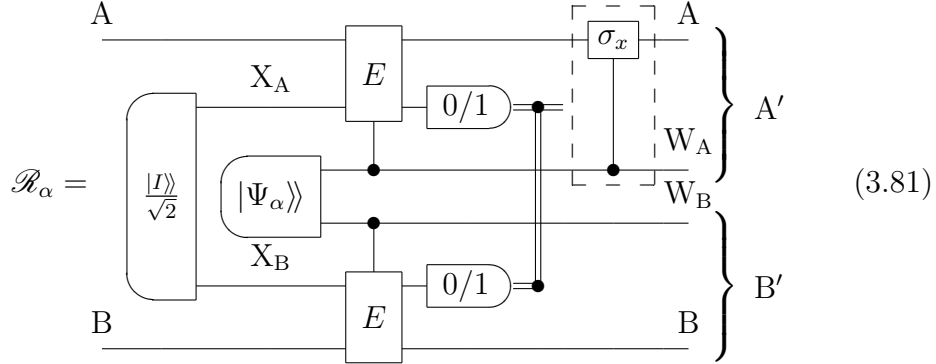 A A
E σ_x
X_A 0/1 A′
W_A
ℛ_α = |I⟫/√2 |Ψ_α⟫ (3.81)
W_B
X_B
0/1 B′
E
B B